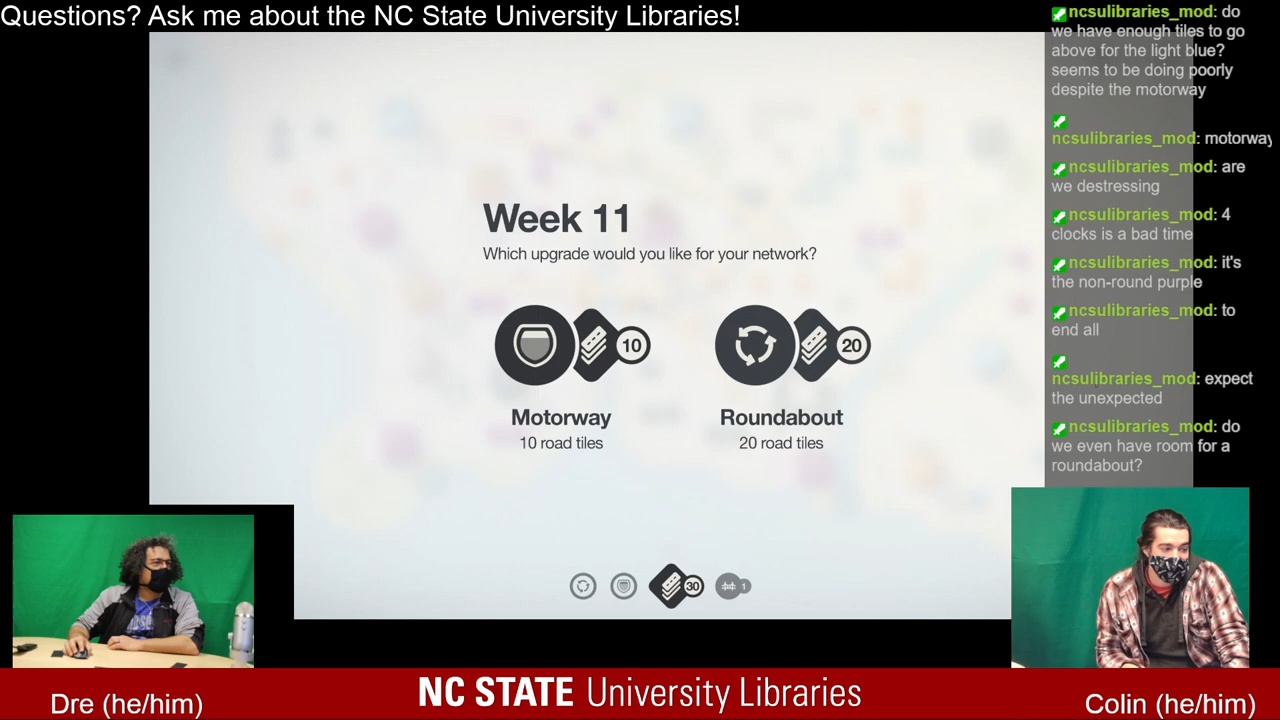 Questions? Ask me about the NC State University Libraries!
ncsulibraries_mod: do
we have enough tiles to go
above for the light blue?
seems to be doing poorly
despite the motorway
ncsulibraries_mod: motorway
ncsulibraries_mod: are
we destressing
ncsulibraries_mod: 4
clocks is a bad time
ncsulibraries_mod: it's
the non-round purple
ncsulibraries_mod: to
end all
ncsulibraries_mod: expect
the unexpected
ncsulibraries_mod: do
we even have room for a
roundabout?
Week 11
Which upgrade would you like for your network?
10
20
Motorway
Roundabout
10 road tiles
20 road tiles
30
1
Dre (he/him)
NC STATE University Libraries
Colin (he/him)